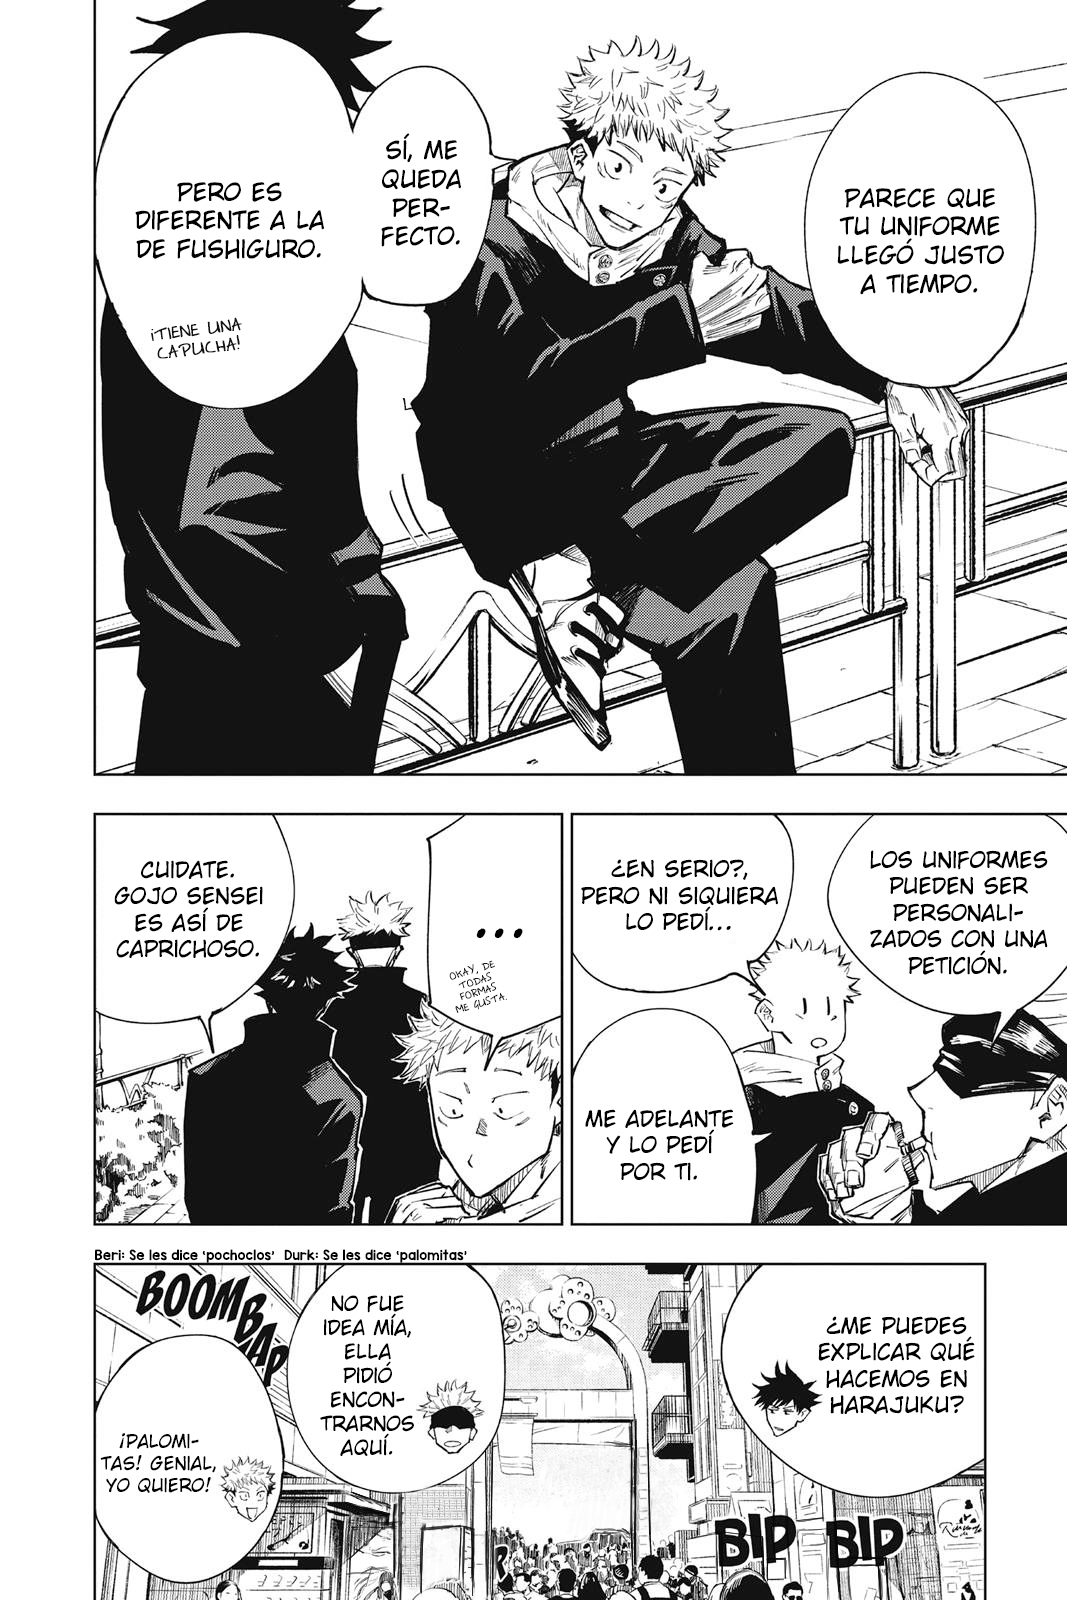 PARECE QUE
TU UNIFORME
LLEGÓ JUSTO
A TIEMPO.
SÍ, ME
QUEDA
PER-
FECTO.
PERO ES
DIFERENTE A LA
DE FUSHIGURO.
¡TIENE UNA
CAPUCHA!
LOS UNIFORMES
PUEDEN SER
PERSONALI-
ZADOS CON UNA
PETICIÓN.
¿EN SERIO?,
PERO NI SIQUIERA
LO PEDÍ...
ME ADELANTE
Y LO PEDÍ
POR TI.
...
OKAY, DE
TODAS
FORMAS
ME GUSTA.
CUIDATE.
GOJO SENSEI
ES ASÍ DE
CAPRICHOSO.
Beri: Se les dice 'pochoclos' Durk: Se les dice 'palomitas'
¿ME PUEDES
EXPLICAR QUÉ
HACEMOS EN
HARAJUKU?
NO FUE
IDEA MÍA,
ELLA
PIDIÓ
ENCON-
TRARNOS
AQUÍ.
BOOM
BAP
¡PALOMI-
TAS! GENIAL,
YO QUIERO!
BIP BIP